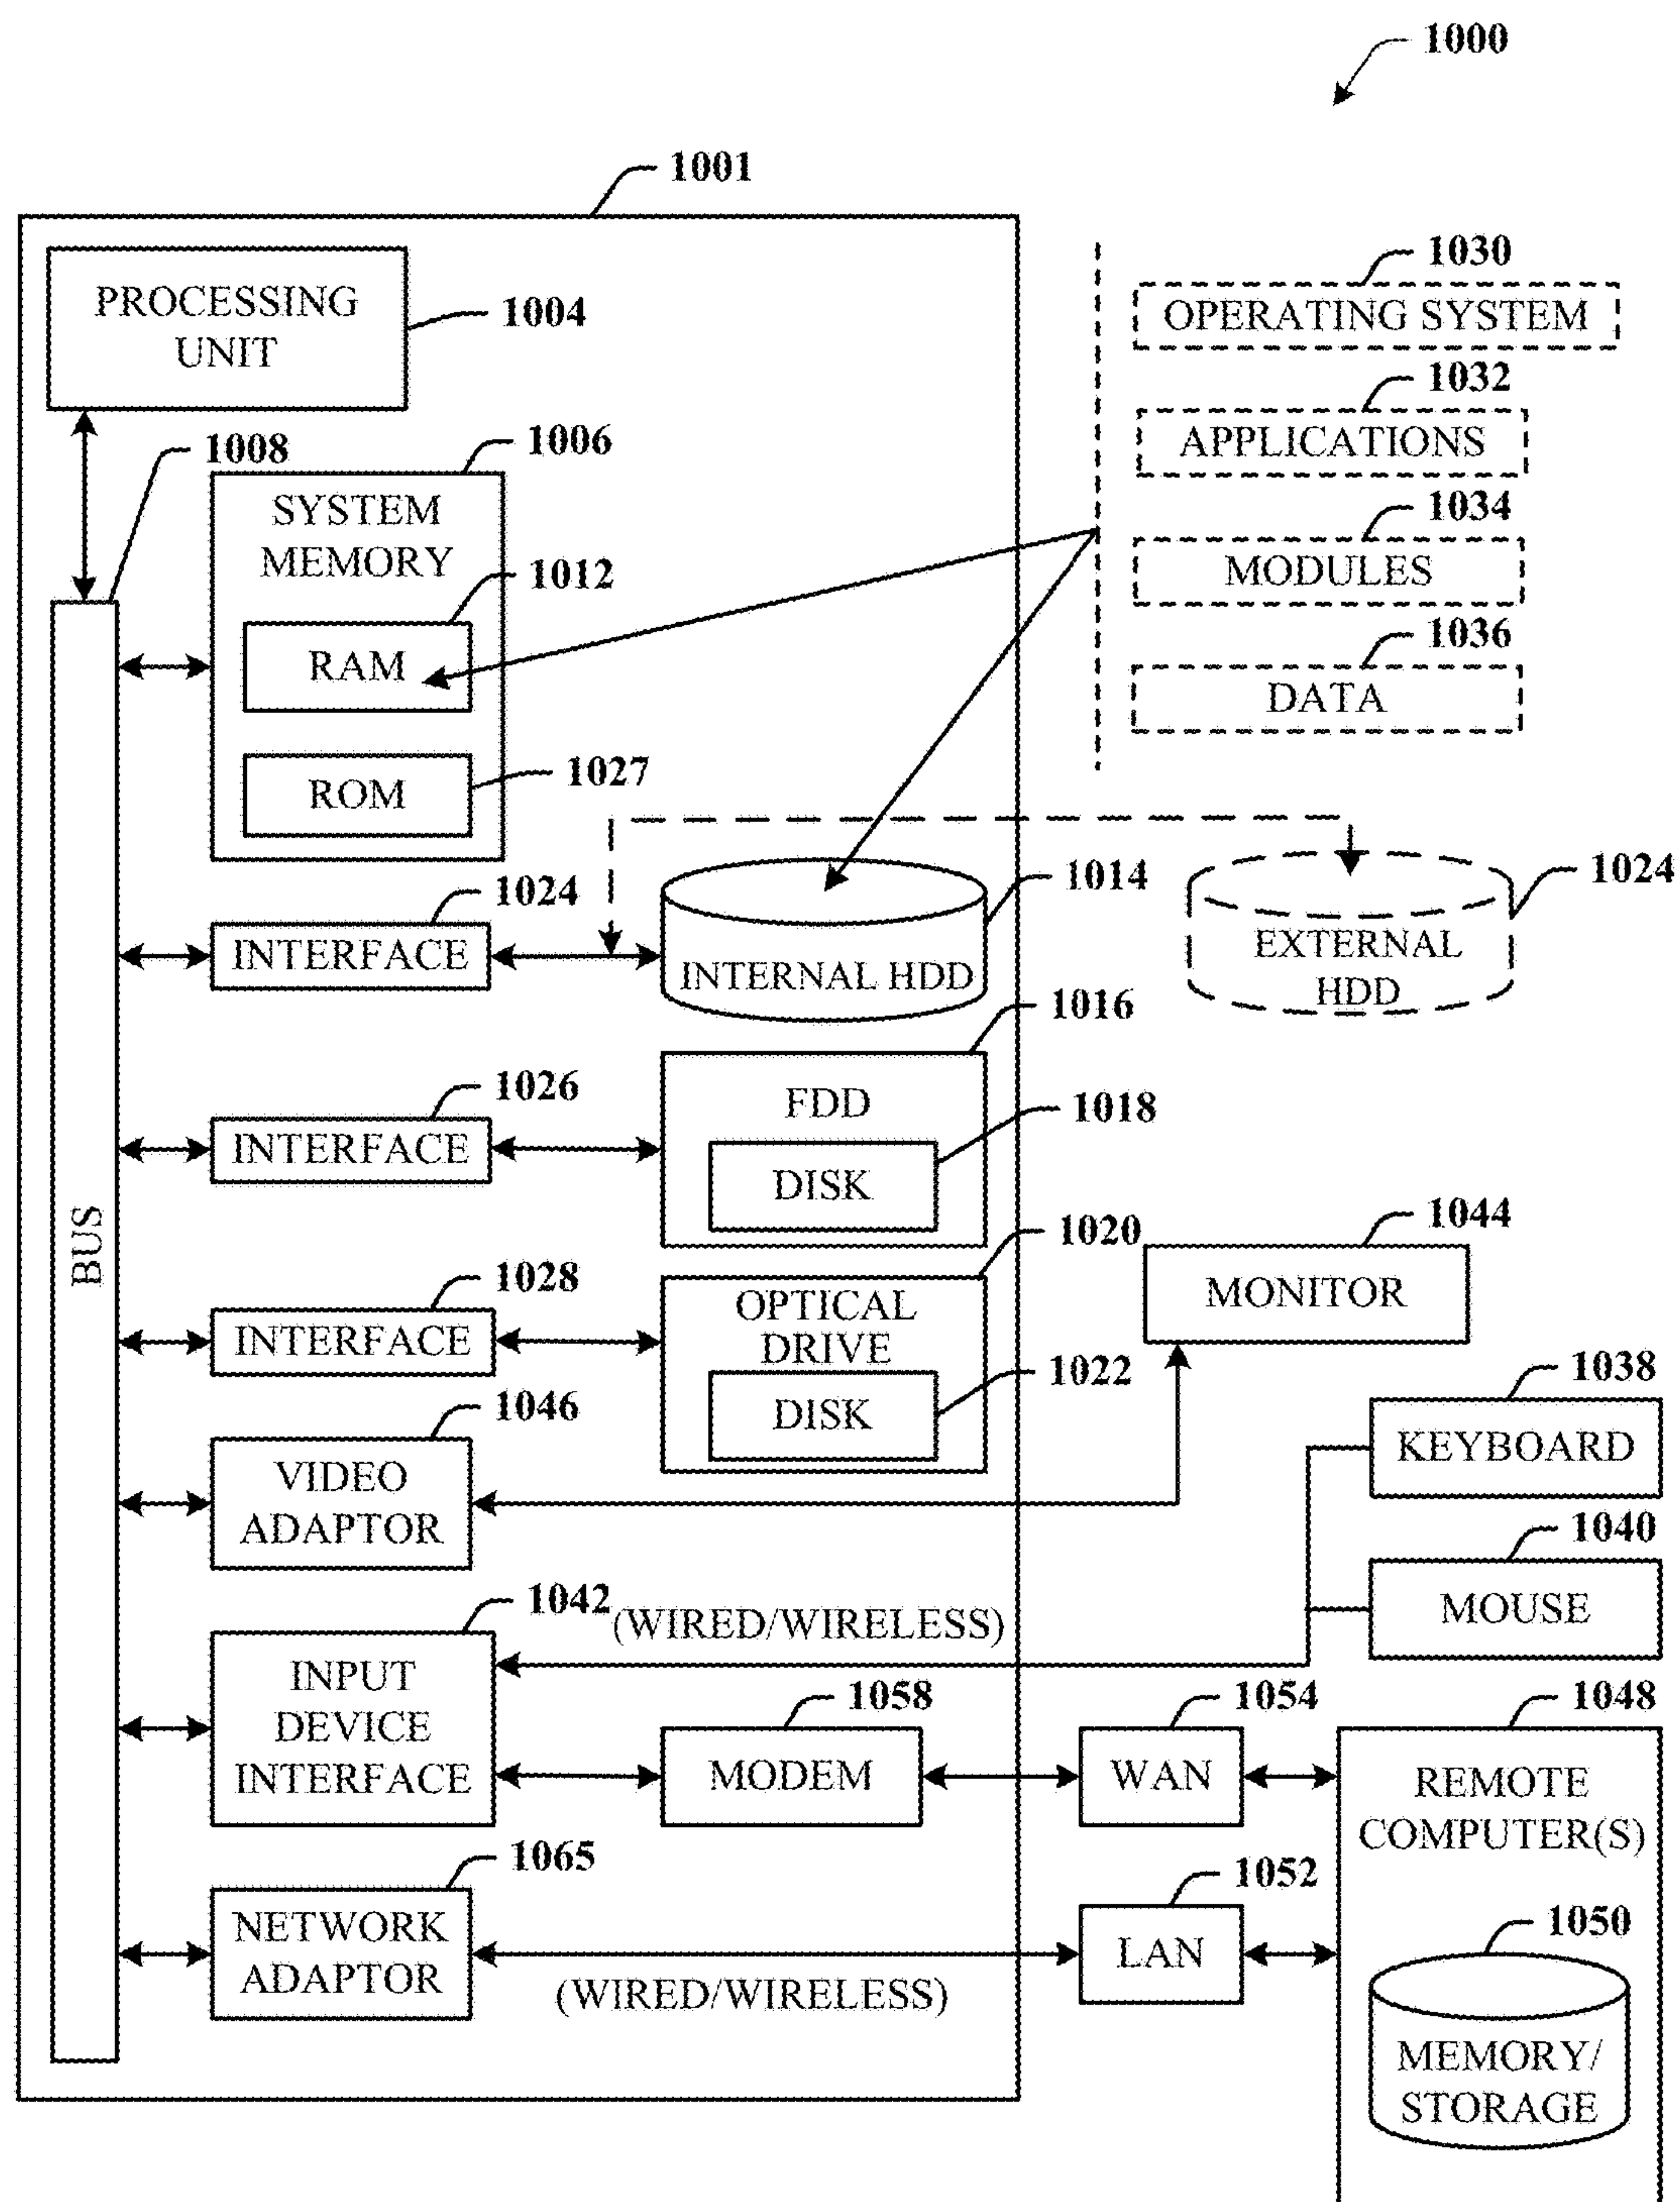 1000
1001
PROCESSING
UNIT
1004
1030
OPERATING SYSTEM
1032
APPLICATIONS
1034
MODULES
1036
DATA
1008
1006
SYSTEM
MEMORY
1012
RAM
1027
ROM
1024
INTERFACE
1014
INTERNAL HDD
1024
EXTERNAL
HDD
1016
FDD
1026
INTERFACE
1018
DISK
BUS
1028
INTERFACE
1020
OPTICAL
DRIVE
1022
DISK
1044
MONITOR
1046
VIDEO
ADAPTOR
1038
KEYBOARD
1040
MOUSE
1042
(WIRED/WIRELESS)
INPUT
DEVICE
INTERFACE
1058
MODEM
1054
WAN
1048
REMOTE
COMPUTER(S)
1065
NETWORK
ADAPTOR
(WIRED/WIRELESS)
1052
LAN
1050
MEMORY/
STORAGE